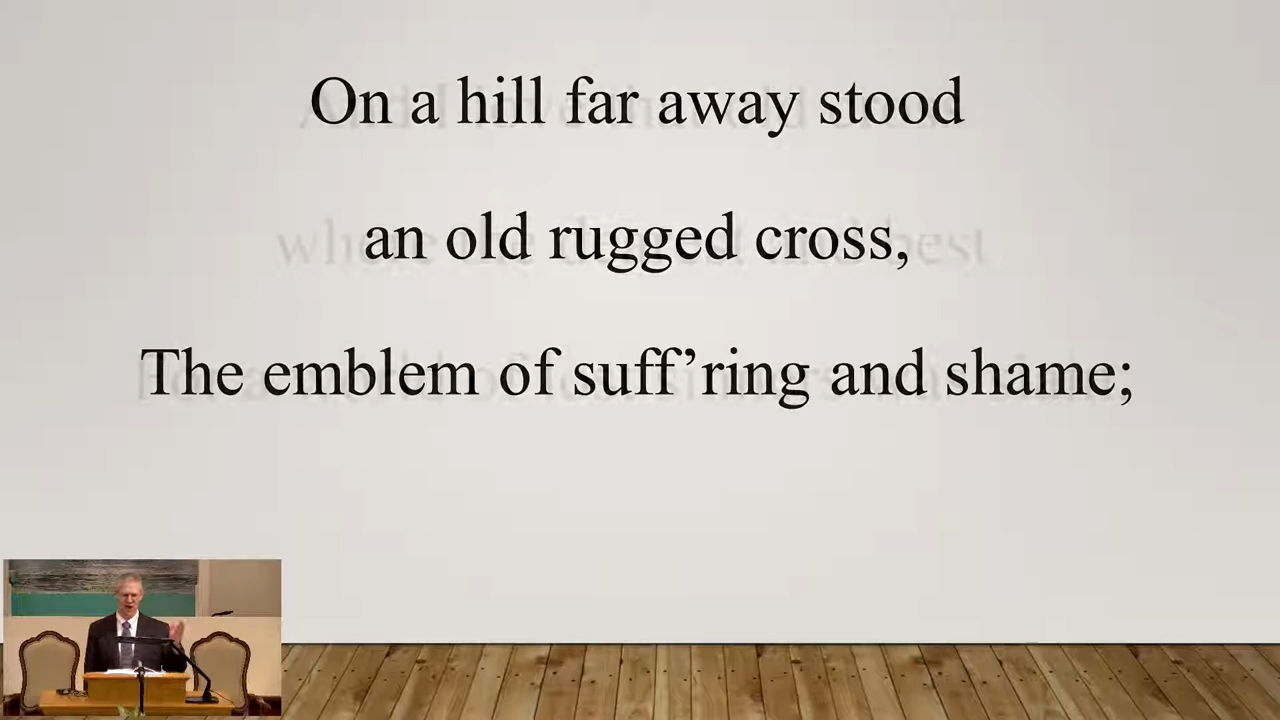 On a hill far away stood
an old rugged cross,
The emblem of suff’ring and shame;